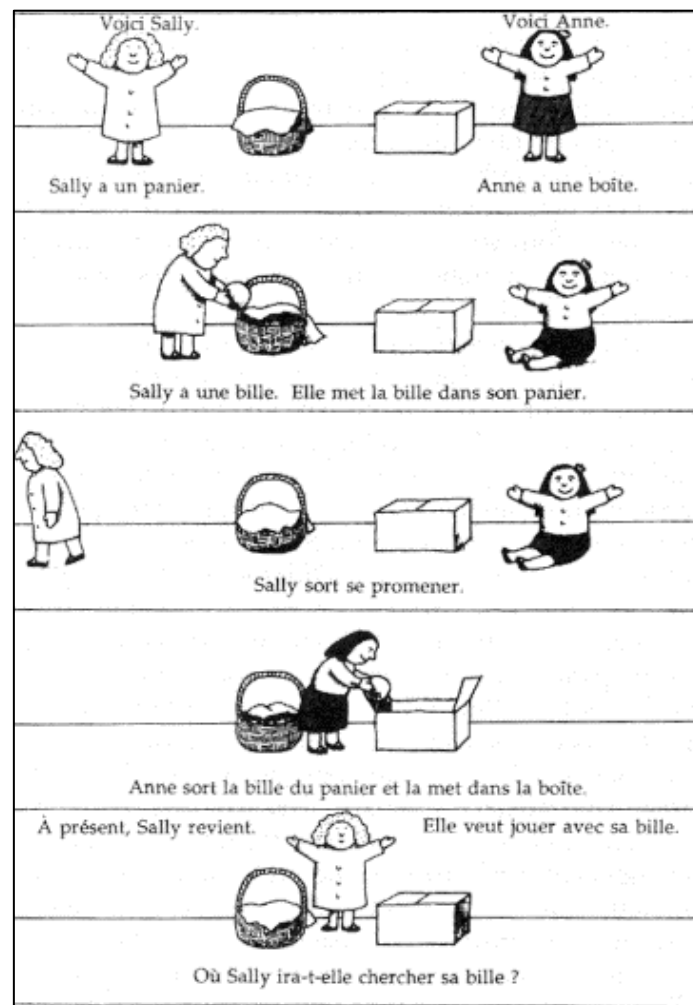 Voici Sally.
Voici Anne.
Sally a un panier.
Anne a une boîte.
Sally a une bille. Elle met la bille dans son panier.
Sally sort se promener.
Anne sort la bille du panier et la met dans la boîte.
À présent, Sally revient.
Elle veut jouer avec sa bille.
Où Sally ira-t-elle chercher sa bille ?